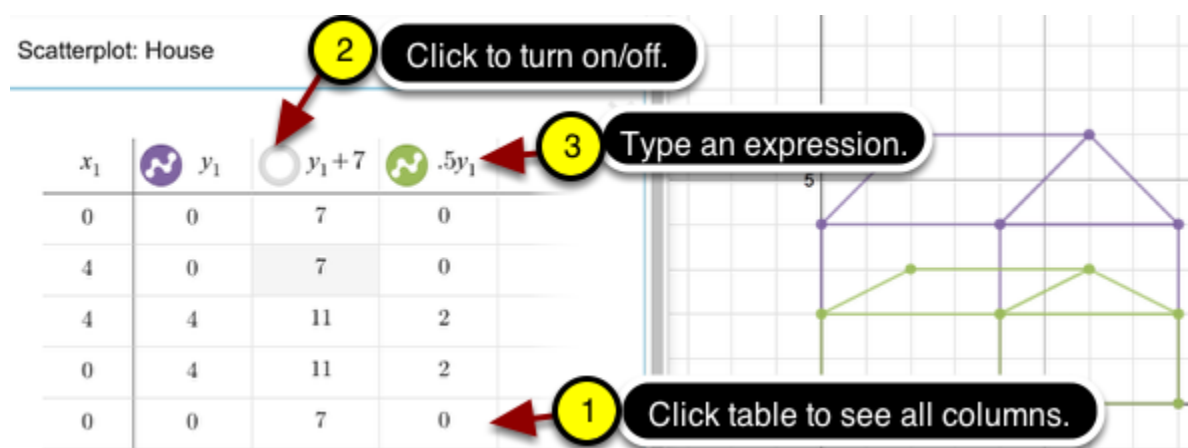 Scatterplot: House
2 Click to turn on/off.
3 Type an expression.
x₁ y₁ y₁+7 .5y₁
5
0 0 7 0
4 0 7 0
4 4 11 2
0 4 11 2
0 0 7 0
1 Click table to see all columns.